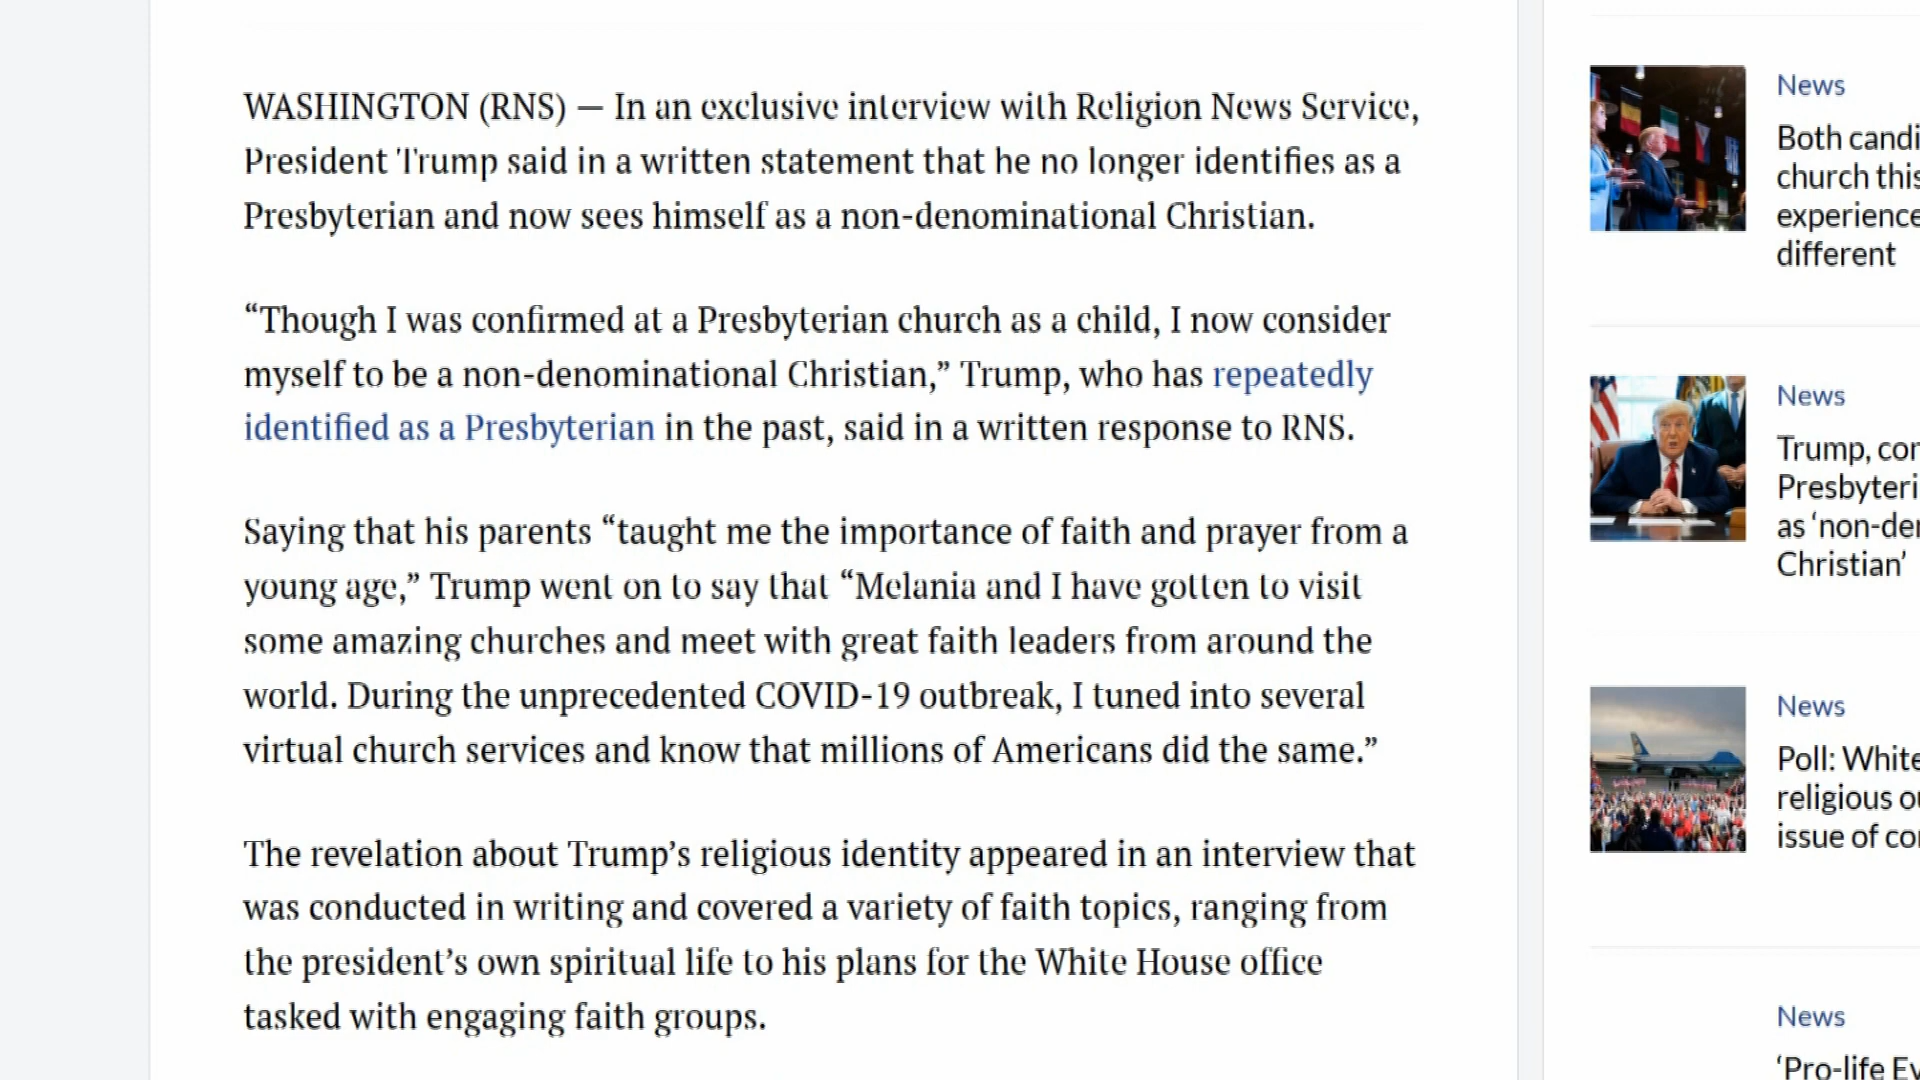 WASHINGTON (RNS) — In an exclusive interview with Religion News Service,
President Trump said in a written statement that he no longer identifies as a
Presbyterian and now sees himself as a non-denominational Christian.
“Though I was confirmed at a Presbyterian church as a child, I now consider
myself to be a non-denominational Christian,” Trump, who has repeatedly
identified as a Presbyterian in the past, said in a written response to RNS.
Saying that his parents “taught me the importance of faith and prayer from a
young age,” Trump went on to say that “Melania and I have gotten to visit
some amazing churches and meet with great faith leaders from around the
world. During the unprecedented COVID-19 outbreak, I tuned into several
virtual church services and know that millions of Americans did the same.”
The revelation about Trump’s religious identity appeared in an interview that
was conducted in writing and covered a variety of faith topics, ranging from
the president’s own spiritual life to his plans for the White House office
tasked with engaging faith groups.
News
Both candi
church this
experience
different
News
Trump, cor
Presbyteri
as ‘non-der
Christian’
News
Poll: White
religious ou
issue of cor
News
‘Pro-life Ev